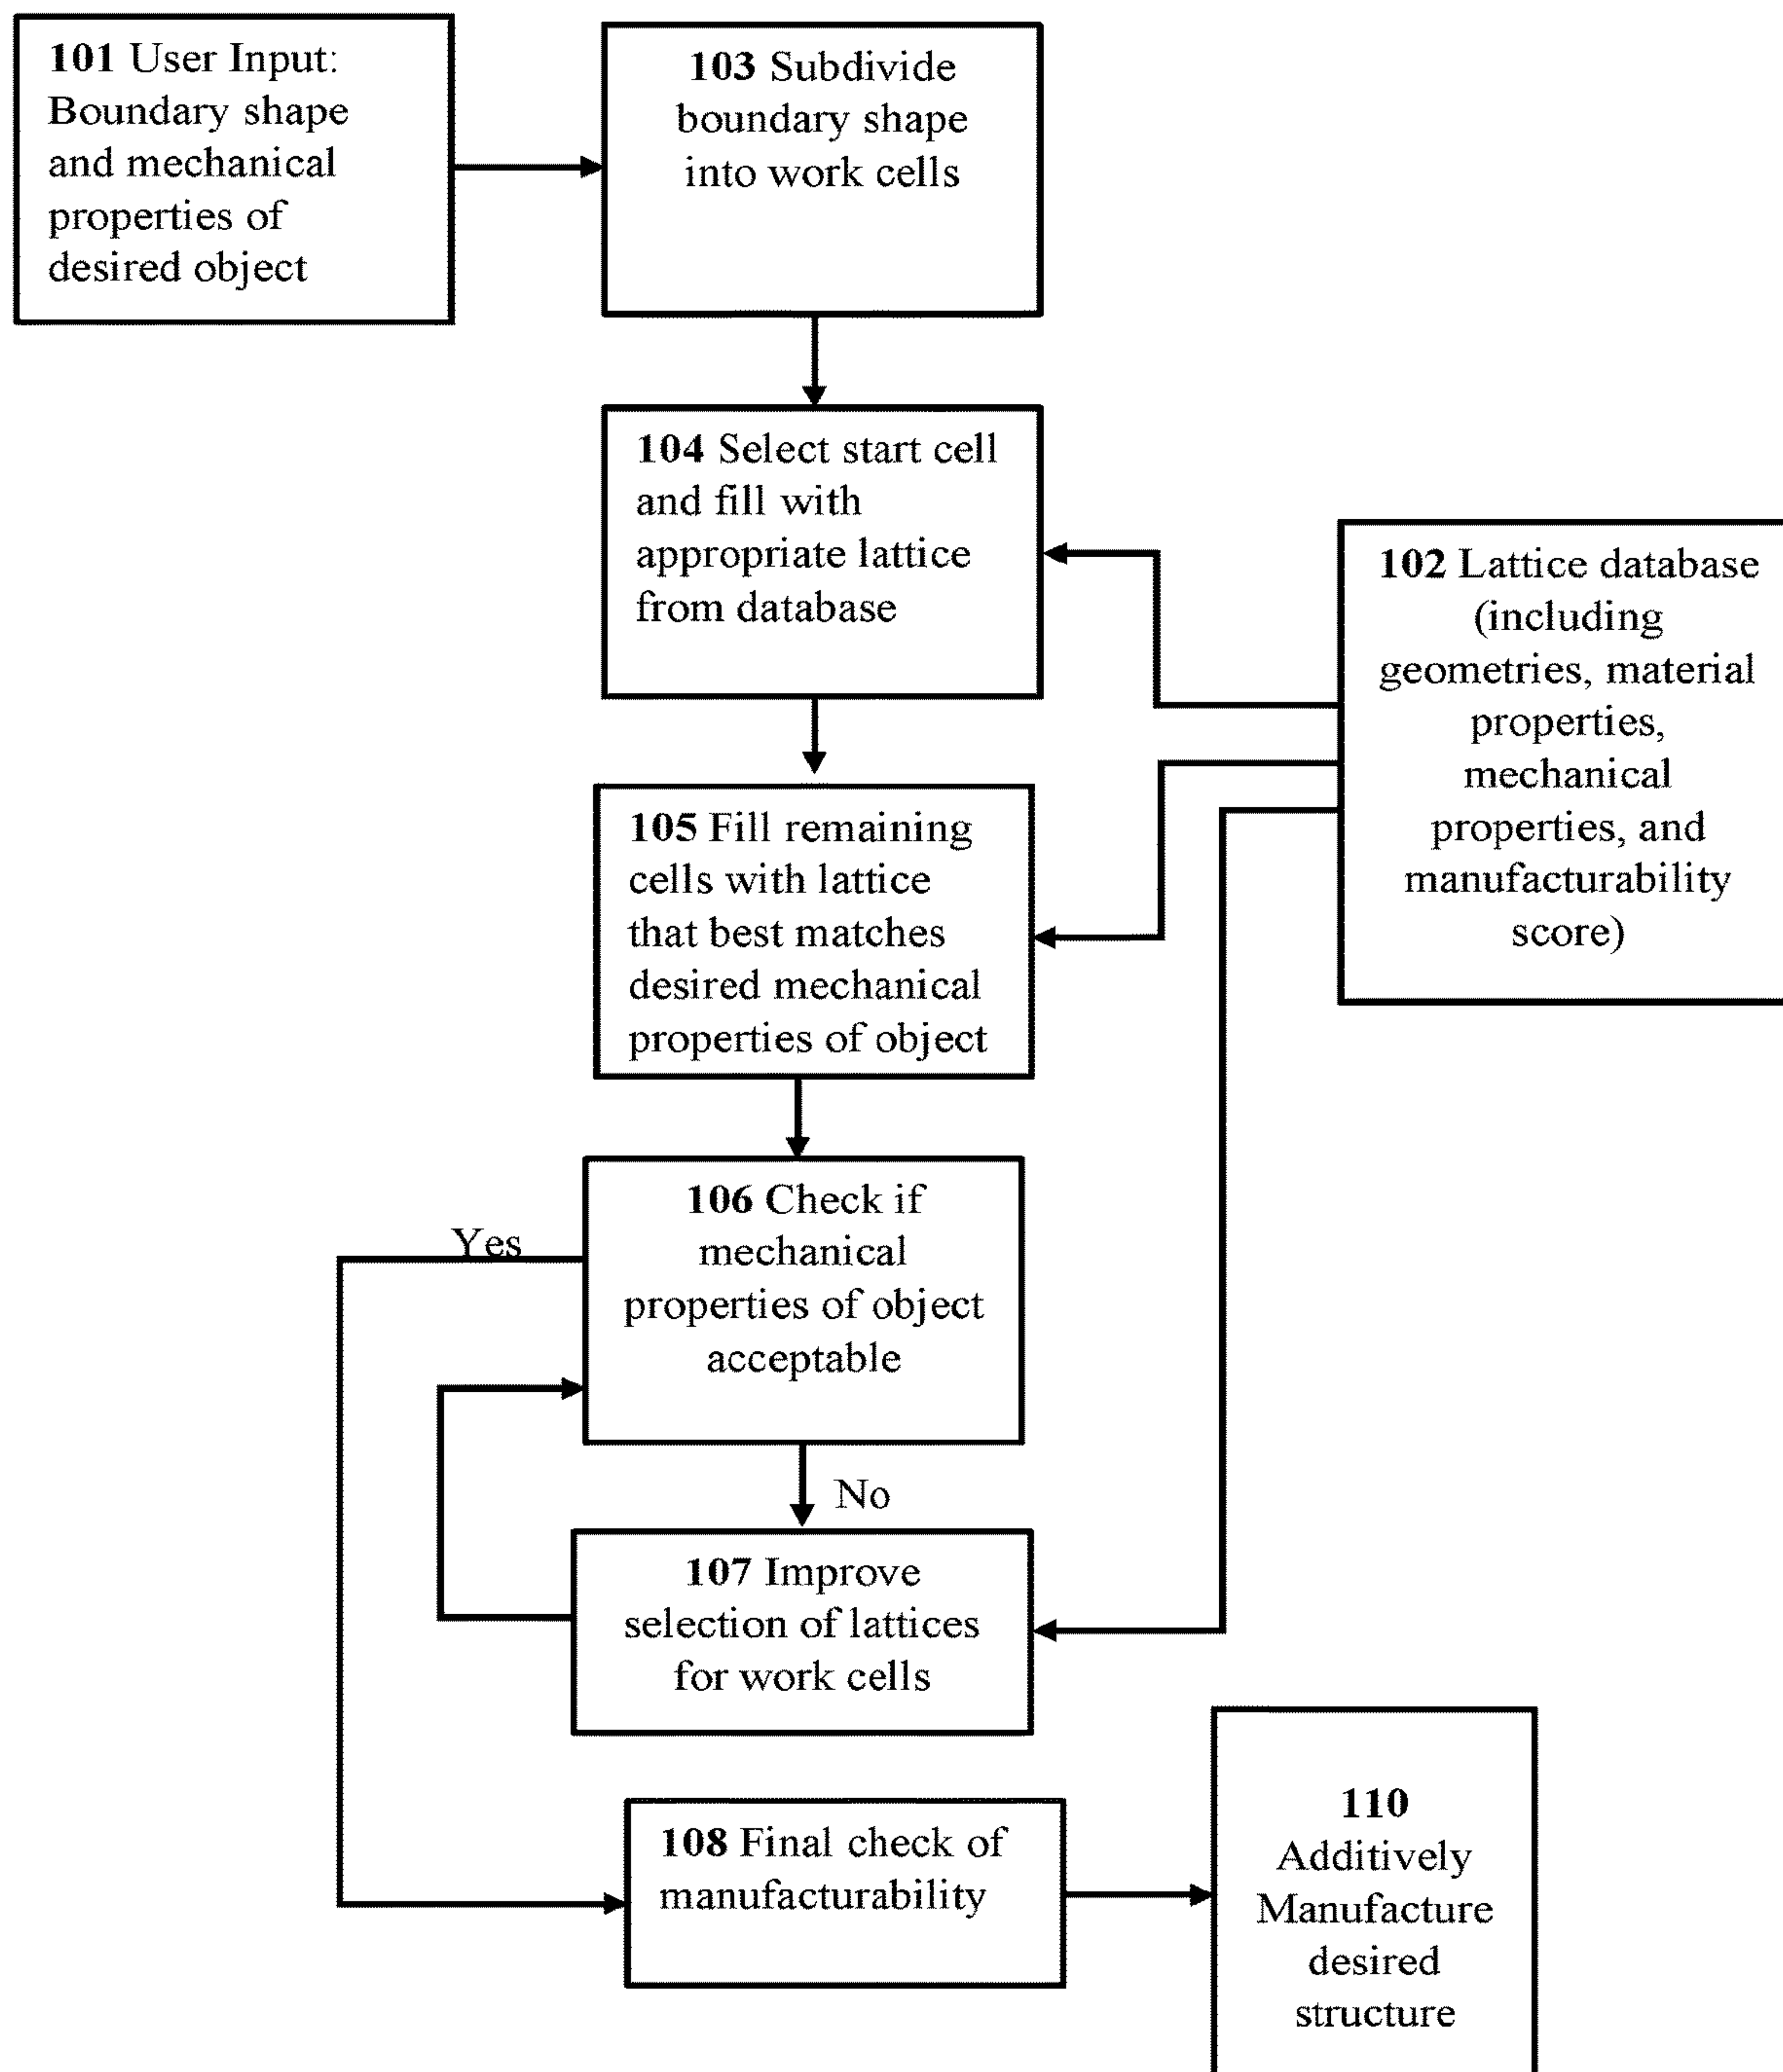 101 User Input:
Boundary shape
and mechanical
properties of
desired object
103 Subdivide
boundary shape
into work cells
104 Select start cell
and fill with
appropriate lattice
from database
102 Lattice database
(including
geometries, material
properties,
mechanical
properties, and
manufacturability
score)
105 Fill remaining
cells with lattice
that best matches
desired mechanical
properties of object
106 Check if
mechanical
properties of object
acceptable
Yes
No
107 Improve
selection of lattices
for work cells
108 Final check of
manufacturability
110
Additively
Manufacture
desired
structure